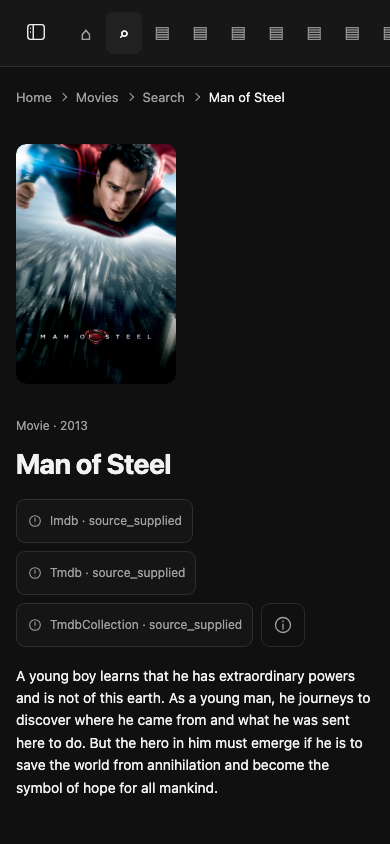 Home > Movies > Search > Man of Steel
MAN OF STEEL
Movie · 2013
Man of Steel
Imdb · source_supplied
Tmdb · source_supplied
TmdbCollection · source_supplied
A young boy learns that he has extraordinary powers
and is not of this earth. As a young man, he journeys to
discover where he came from and what he was sent
here to do. But the hero in him must emerge if he is to
save the world from annihilation and become the
symbol of hope for all mankind.